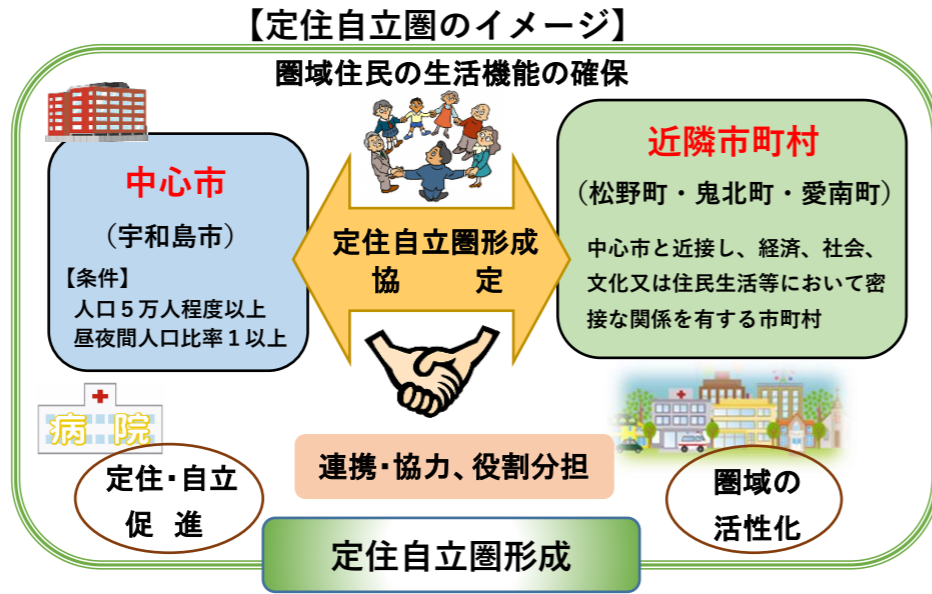 【定住自立圏のイメージ】
圏域住民の生活機能の確保
中心市
（宇和島市）
【条件】
人口５万人程度以上
昼夜間人口比率１以上
定住自立圏形成
協　　定
近隣市町村
（松野町・鬼北町・愛南町）
中心市と近接し、経済、社会、
文化又は住民生活等において密
接な関係を有する市町村
病 院
定住・自立
促 進
連携・協力、役割分担
圏域の
活性化
定住自立圏形成